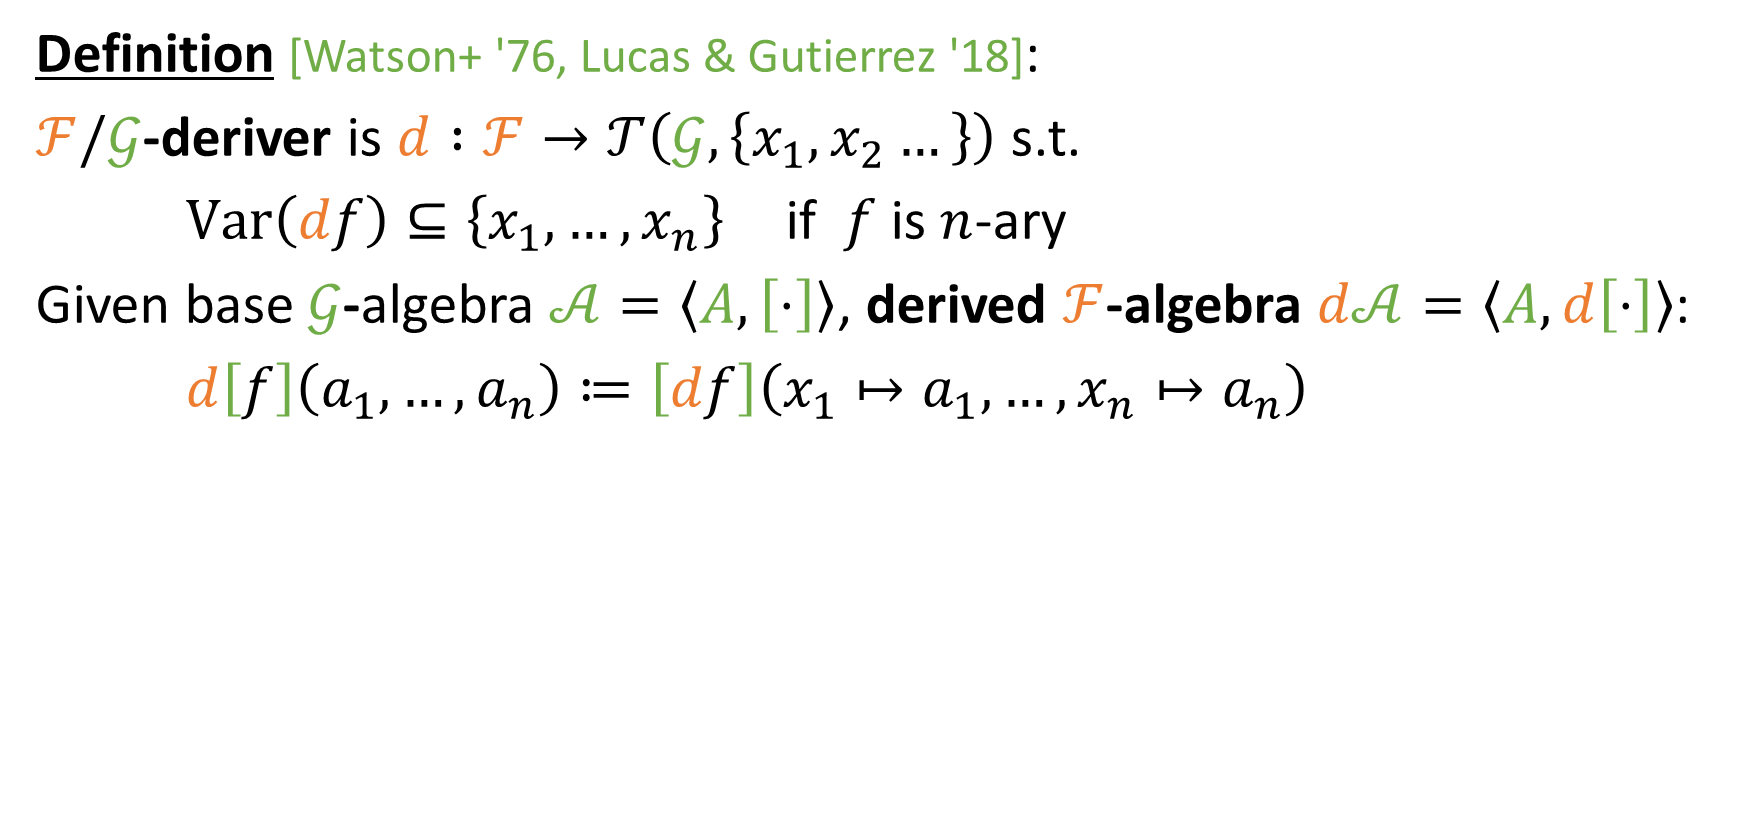 Definition [Watson+ '76, Lucas & Gutierrez '18]:
ℱ/𝒢-deriver is 𝑑 : ℱ → 𝒯(𝒢, {𝑥₁, 𝑥₂ … }) s.t.
Var(𝑑𝑓) ⊆ {𝑥₁, … , 𝑥ₙ} if 𝑓 is 𝑛-ary
Given base 𝒢-algebra 𝒜 = ⟨𝐴, [⋅]⟩, derived ℱ-algebra 𝑑𝒜 = ⟨𝐴, 𝑑[⋅]⟩:
𝑑[𝑓](𝑎₁, … , 𝑎ₙ) ≔ [𝑑𝑓](𝑥₁ ↦ 𝑎₁, … , 𝑥ₙ ↦ 𝑎ₙ)